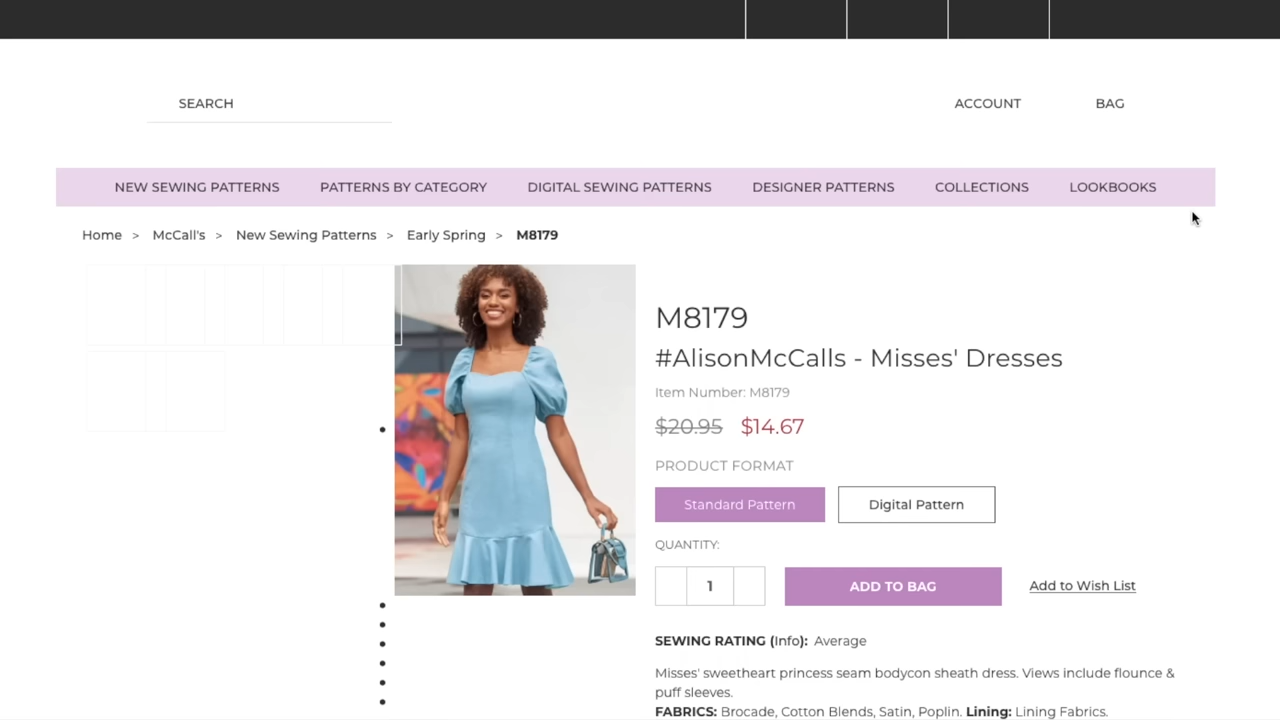 SEARCH
ACCOUNT
BAG
NEW SEWING PATTERNS PATTERNS BY CATEGORY DIGITAL SEWING PATTERNS DESIGNER PATTERNS COLLECTIONS LOOKBOOKS
Home > McCall's > New Sewing Patterns > Early Spring > M8179
M8179
#AlisonMcCalls - Misses' Dresses
Item Number: M8179
$20.95 $14.67
PRODUCT FORMAT
Standard Pattern Digital Pattern
QUANTITY:
1 ADD TO BAG Add to Wish List
SEWING RATING (Info): Average
Misses' sweetheart princess seam bodycon sheath dress. Views include flounce &
puff sleeves.
FABRICS: Brocade, Cotton Blends, Satin, Poplin. Lining: Lining Fabrics.